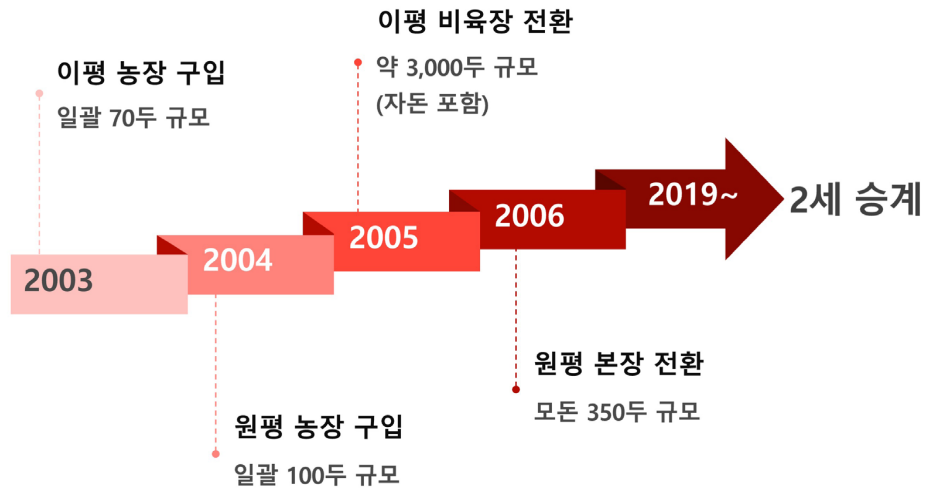 이평 비육장 전환
약 3,000두 규모
(자돈 포함)
이평 농장 구입
일괄 70두 규모
2003
2004
2005
2006
2019~
2세 승계
원평 본장 전환
모돈 350두 규모
원평 농장 구입
일괄 100두 규모